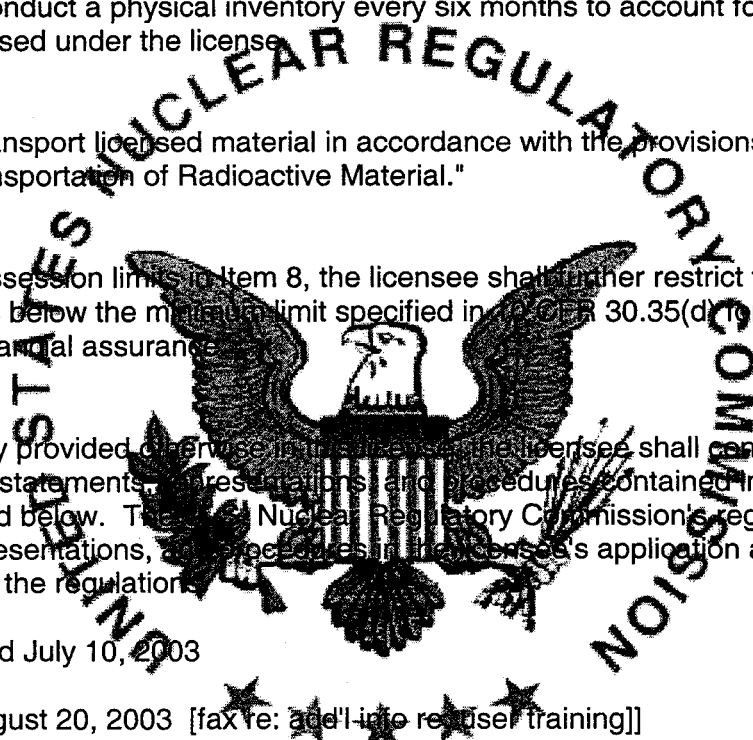 onduct a physical inventory every six months to account fo
sed under the license
ansport licensed material in accordance with the provisions
nsportation of Radioactive Material."
ssession limits in Item 8, the licensee shall further restrict
below the minimum limit specified in 10 CFR 30.35(d) fo
ancial assurance
y provided otherwise in this license, the licensee shall con
statements, representations, and procedures contained in
d below. The Nuclear Regulatory Commission's reg
esentations, and procedures in the licensee's application a
the regulations
d July 10, 2003
gust 20, 2003 [fax re: add'l info re user training]]
UNITED STATES NUCLEAR REGULATORY COMMISSION